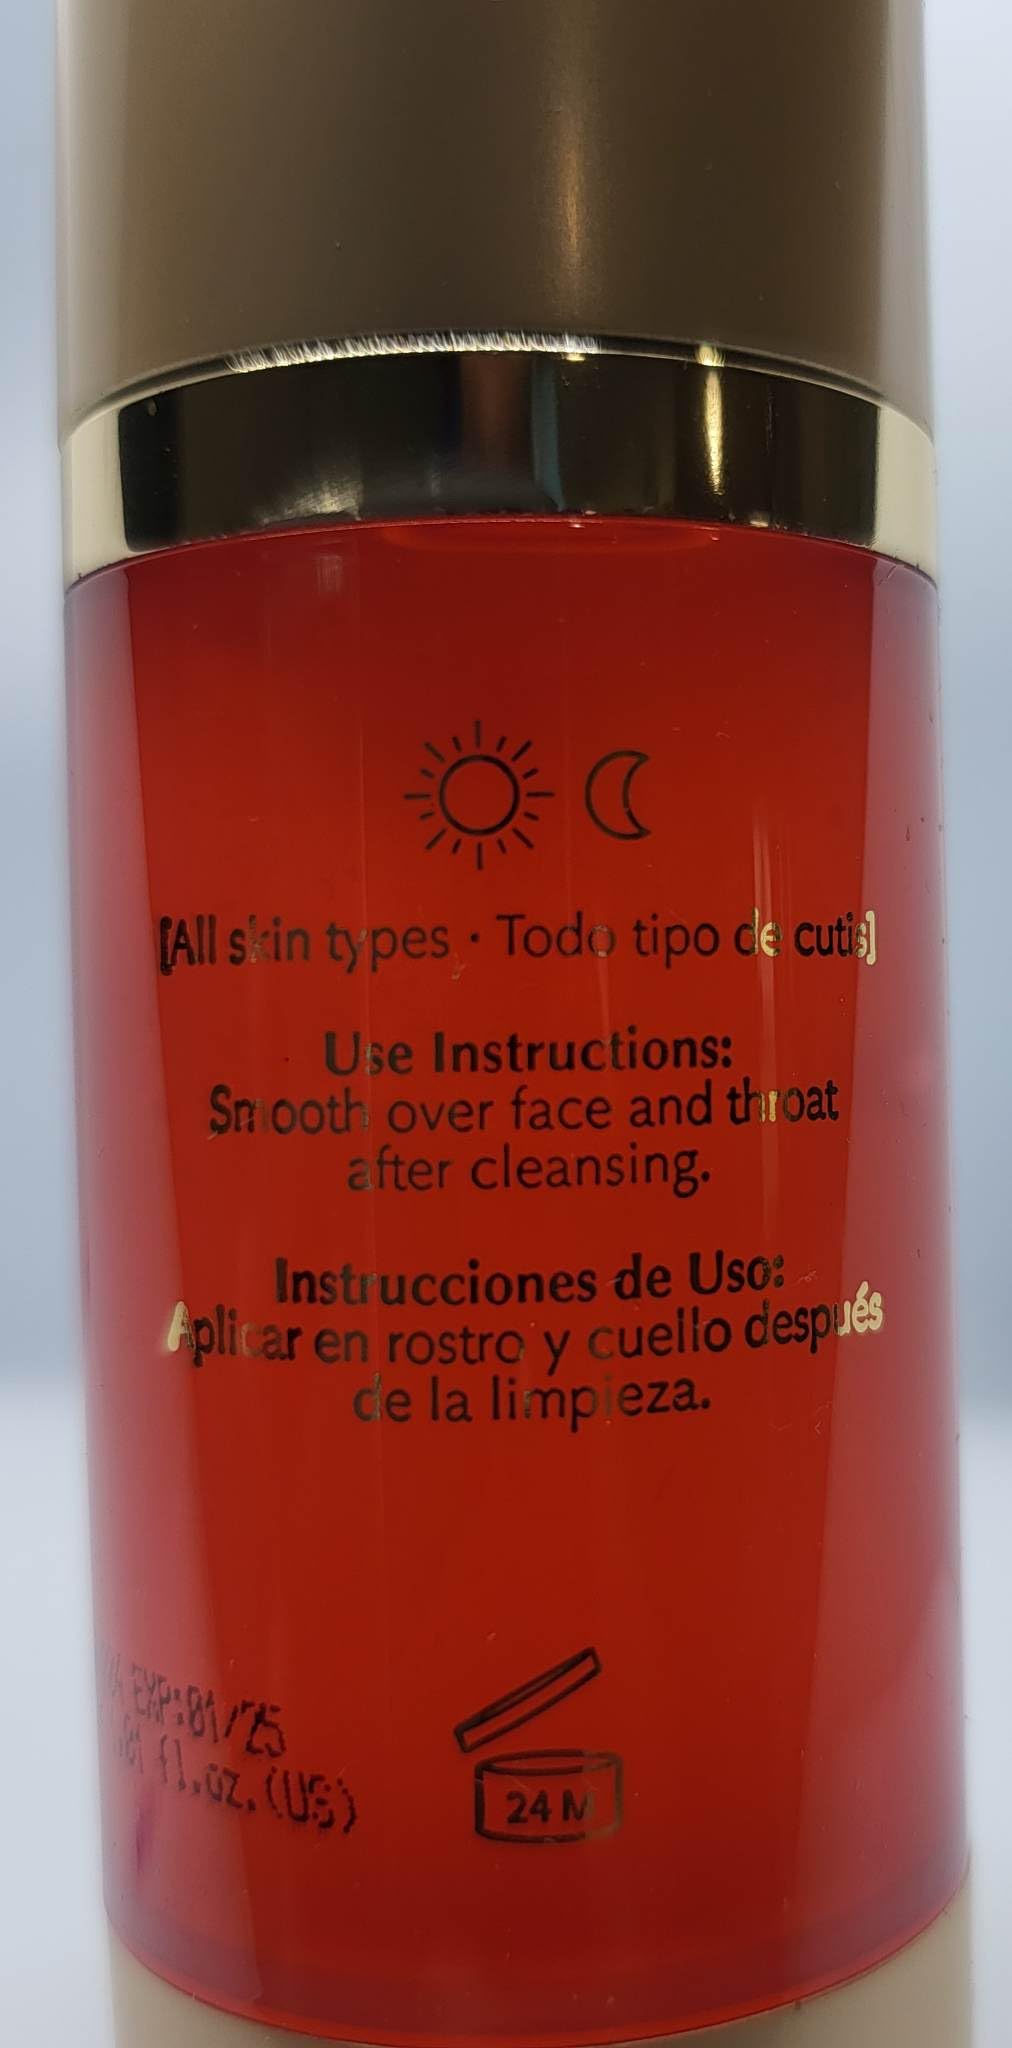 [All skin types · Todo tipo de cutis]
Use Instructions:
Smooth over face and throat
after cleansing.
Instrucciones de Uso:
Aplicar en rostro y cuello después
de la limpieza.
EXP:01/25
fl.oz.(US)
24 M